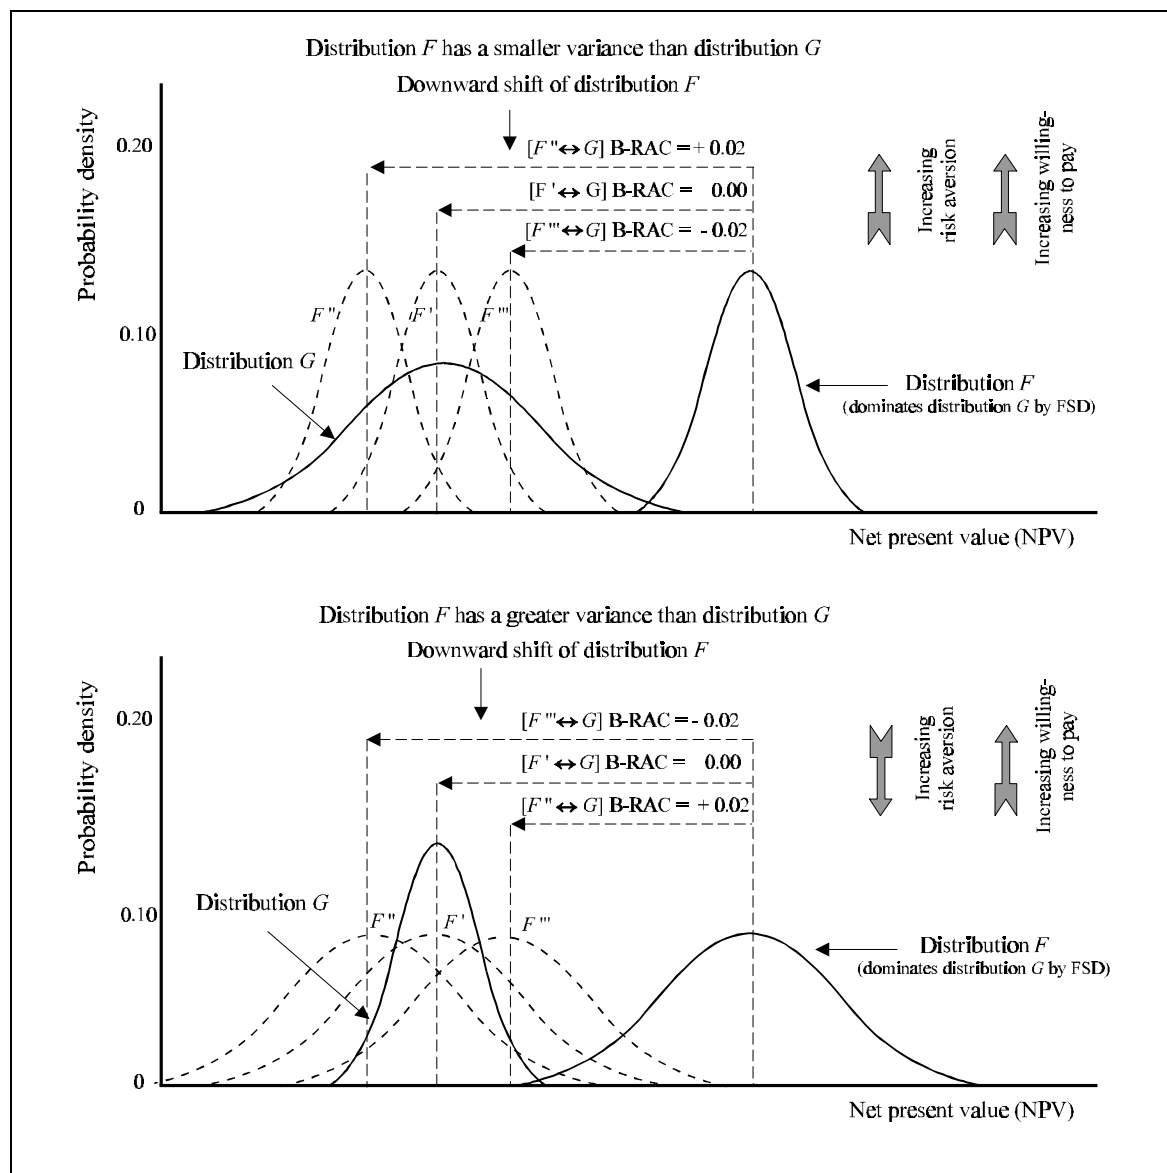 Distribution F has a smaller variance than distribution G
Downward shift of distribution F
Probability density
0.20
0.10
0
[F''↔G] B-RAC = + 0.02
[F'↔G] B-RAC = 0.00
[F'''↔G] B-RAC = - 0.02
Increasing
risk aversion
Increasing willing-
ness to pay
F''
F'
F'''
Distribution G
Distribution F
(dominates distribution G by FSD)
Net present value (NPV)
Distribution F has a greater variance than distribution G
Downward shift of distribution F
Probability density
0.20
0.10
0
[F'''↔G] B-RAC = - 0.02
[F'↔G] B-RAC = 0.00
[F''↔G] B-RAC = + 0.02
Increasing
risk aversion
Increasing willing-
ness to pay
Distribution G
F''
F'
F'''
Distribution F
(dominates distribution G by FSD)
Net present value (NPV)